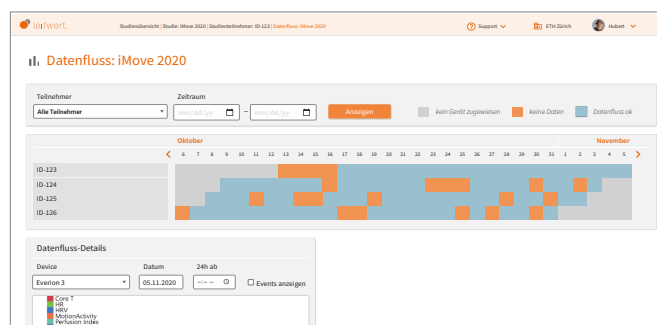 leitwert.
Studienübersicht | Studie: iMove 2020 | Studienteilnehmer: ID-123 | Datenfluss: iMove 2020
Support
ETH Zürich
Hubert
Datenfluss: iMove 2020
Teilnehmer
Zeitraum
Alle Teilnehmer
mm/dd/yy
–
mm/dd/yy
Anzeigen
kein Gerät zugewiesen
keine Daten
Datenfluss ok
Oktober
November
6 7 8 9 10 11 12 13 14 15 16 17 18 19 20 21 22 23 24 25 26 27 28 29 30 31 1 2 3 4 5
ID-123
ID-124
ID-125
ID-126
Datenfluss-Details
Device
Datum
24h ab
Everion 3
05.11.2020
--:--
Events anzeigen
Core T
HR
HRV
MotionActivity
Perfusion Index